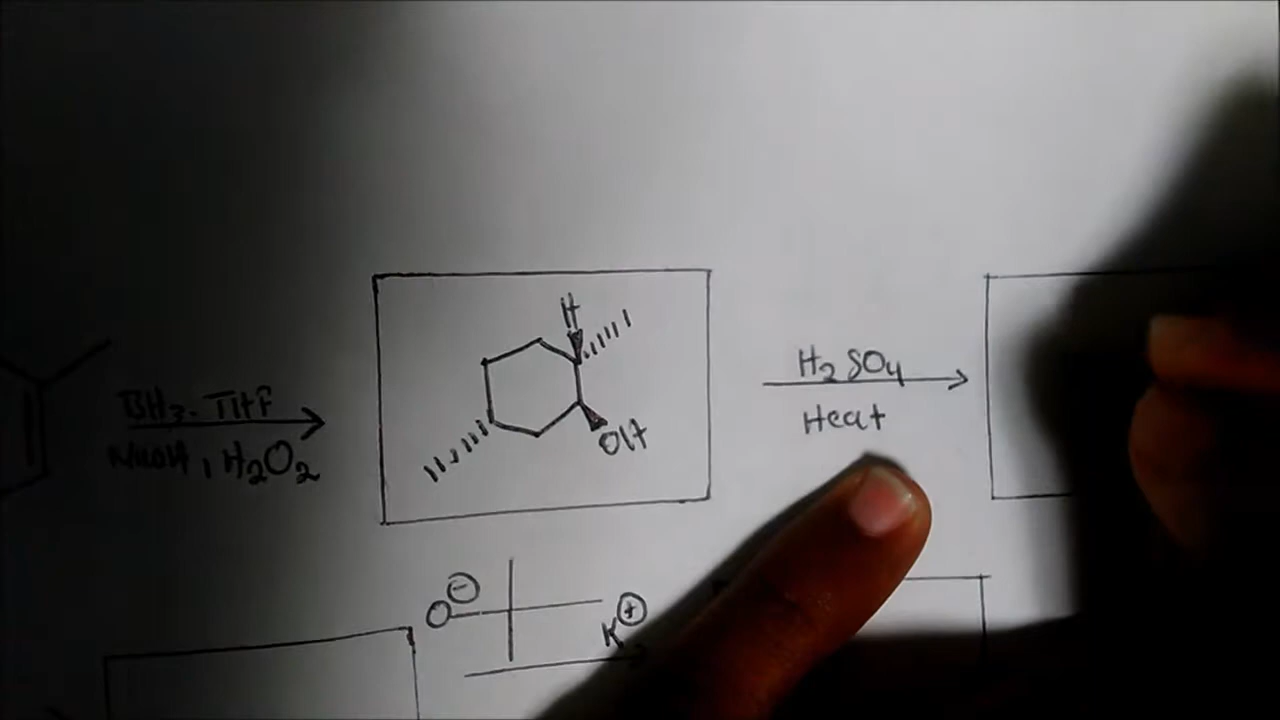 BH3·THF
NaOH, H2O2
H
OH
H2SO4
Heat
O⊖
K⊕